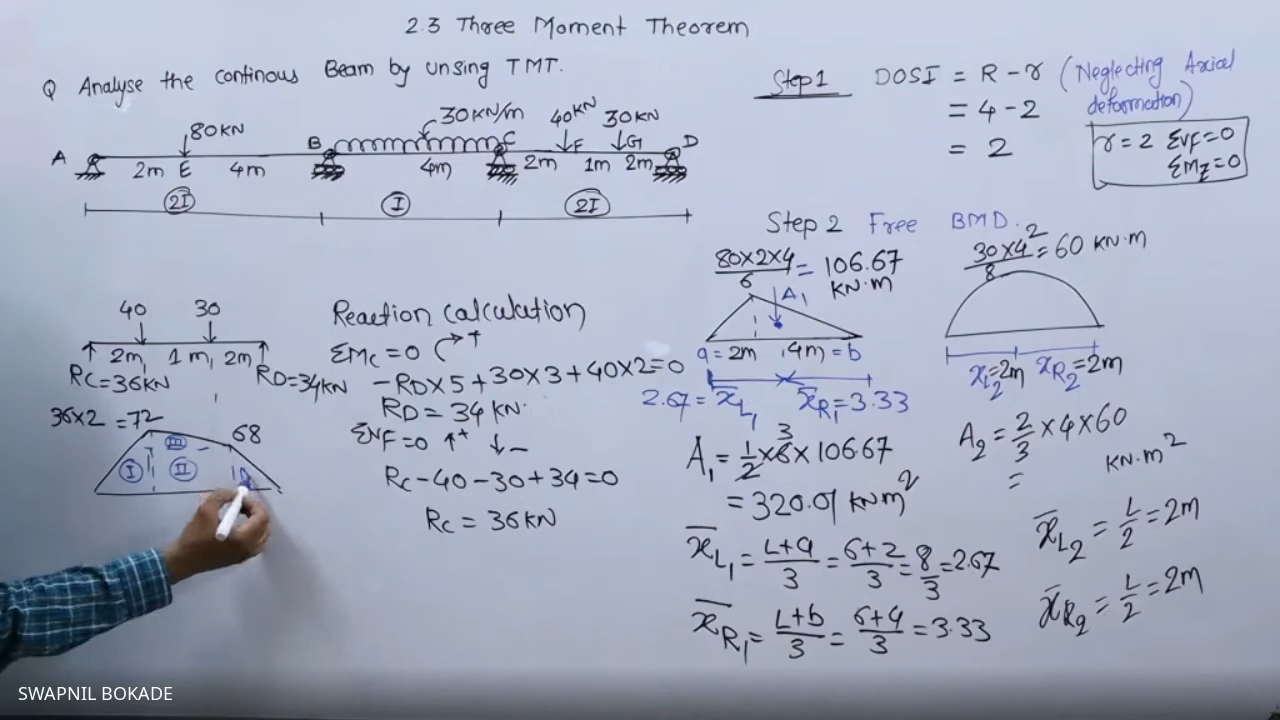 2.3 Three Moment Theorem
Q Analyse the continous Beam by unsing TMT.
80KN
30KN/m
40KN 30KN
A B C F G D
2m E 4m 4m 2m 1m 2m
2I I 2I
Step1 DOSI = R - r (Neglecting Axial deformation)
= 4 - 2
= 2
r = 2 ΣVF=0
ΣMz=0
Step 2 Free BMD.
80×2×4/6 = 106.67 KN·m
A1
a = 2m 4m = b
2.67 = x̄L1 x̄R1 = 3.33
A1 = 1/2 × 6 × 106.67
3
= 320.01 KNm²
x̄L1 = L+a/3 = 6+2/3 = 8/3 = 2.67
x̄R1 = L+b/3 = 6+4/3 = 3.33
30×4²/8 = 60 KN·m
x̄L2 = 2m x̄R2 = 2m
A2 = 2/3 × 4 × 60
= KN·m²
x̄L2 = L/2 = 2m
x̄R2 = L/2 = 2m
40 30
2m 1m 2m
RC = 36KN RD = 34KN
36×2 = 72
68
I II III
Reaction calculation
ΣMc = 0 +
-RD×5 + 30×3 + 40×2 = 0
RD = 34 KN.
ΣVF=0 ↑+ ↓-
Rc - 40 - 30 + 34 = 0
Rc = 36KN
SWAPNIL BOKADE